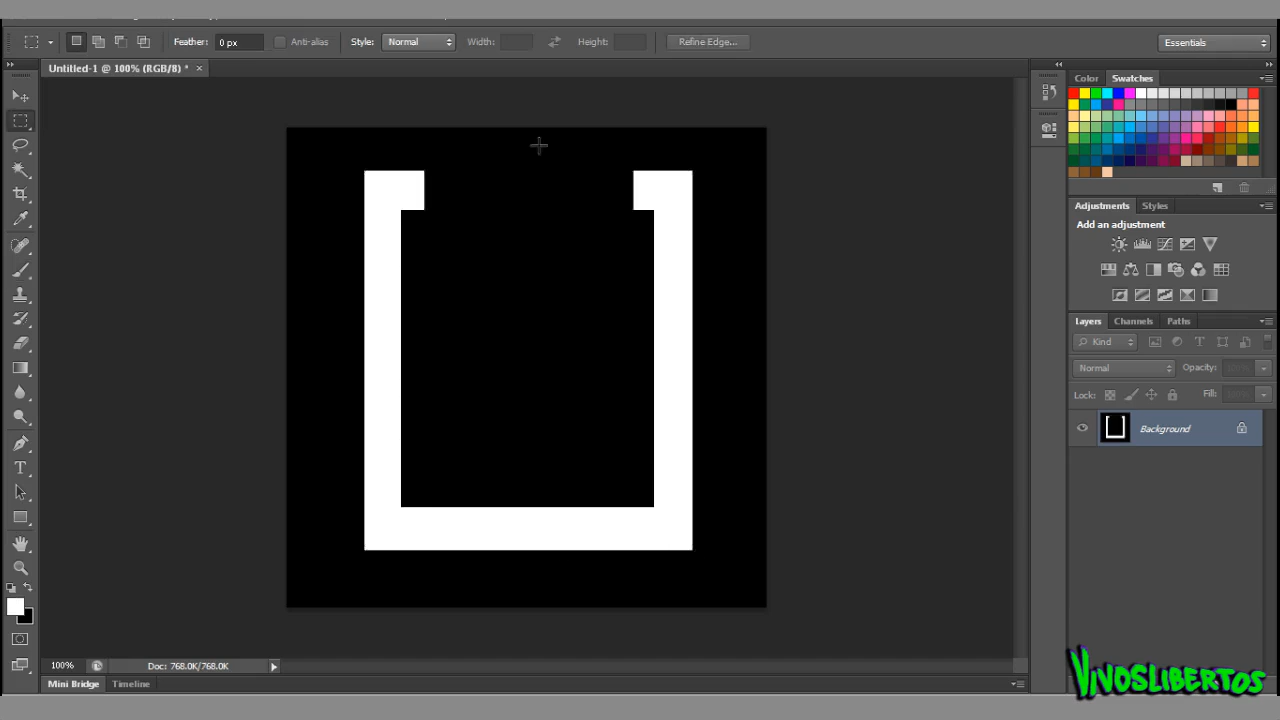 Feather: 0 px Anti-alias Style: Normal Width: Height: Refine Edge... Essentials
Untitled-1 @ 100% (RGB/8) * ×
Color Swatches
Adjustments Styles
Add an adjustment
Layers Channels Paths
Kind
Normal Opacity:
Lock: Fill:
Background
100% Doc: 768.0K/768.0K
Mini Bridge Timeline
VIVOSLIBERTOS